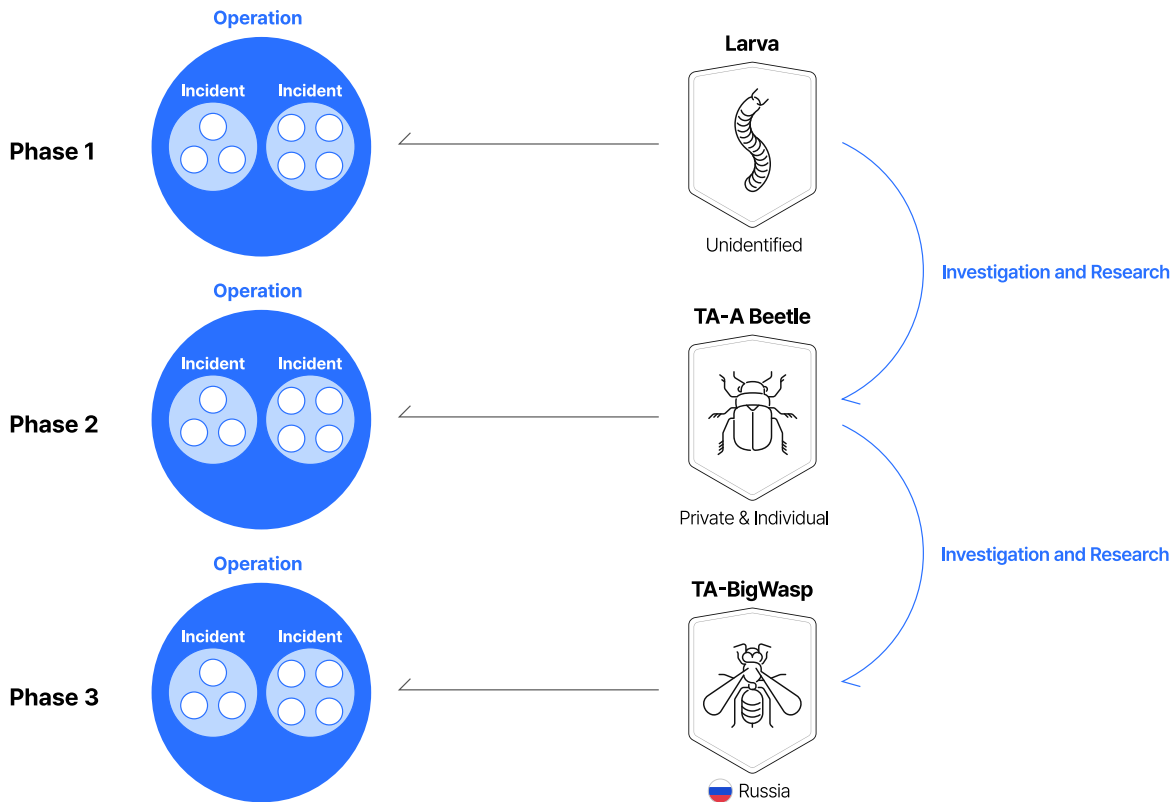 Operation
Larva
Incident
Incident
Phase 1
Unidentified
Investigation and Research
Operation
TA-A Beetle
Incident
Incident
Phase 2
Private & Individual
Investigation and Research
Operation
TA-BigWasp
Incident
Incident
Phase 3
Russia